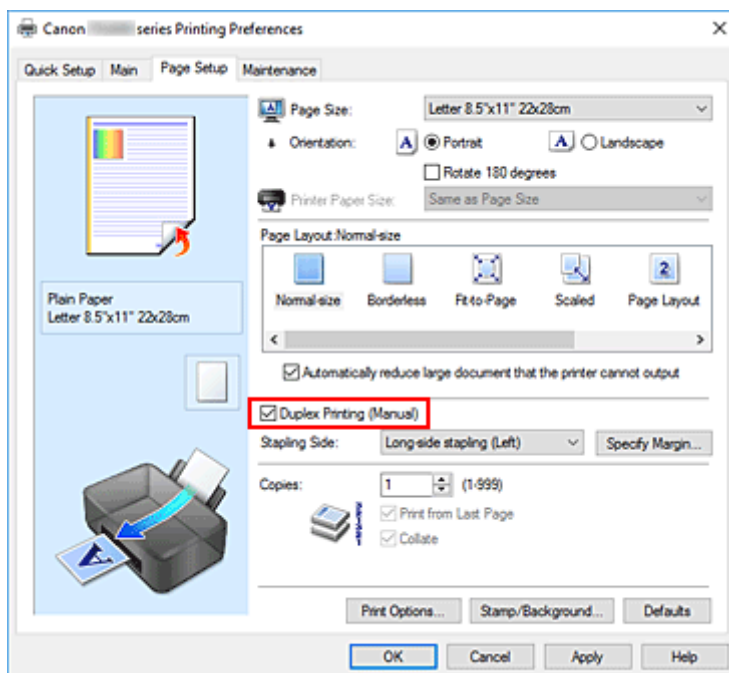 Canon series Printing Preferences
Quick Setup Main Page Setup Maintenance
Page Size: Letter 8.5"x11" 22x28cm
Orientation: A Portrait A Landscape
Rotate 180 degrees
Printer Paper Size: Same as Page Size
Page Layout:Normal-size
2
Normal-size Borderless Fit-to-Page Scaled Page Layout
Plain Paper
Letter 8.5"x11" 22x28cm
Automatically reduce large document that the printer cannot output
Duplex Printing (Manual)
Stapling Side: Long-side stapling (Left) Specify Margin...
Copies: 1 (1-999)
Print from Last Page
Collate
A
Print Options... Stamp/Background... Defaults
OK Cancel Apply Help